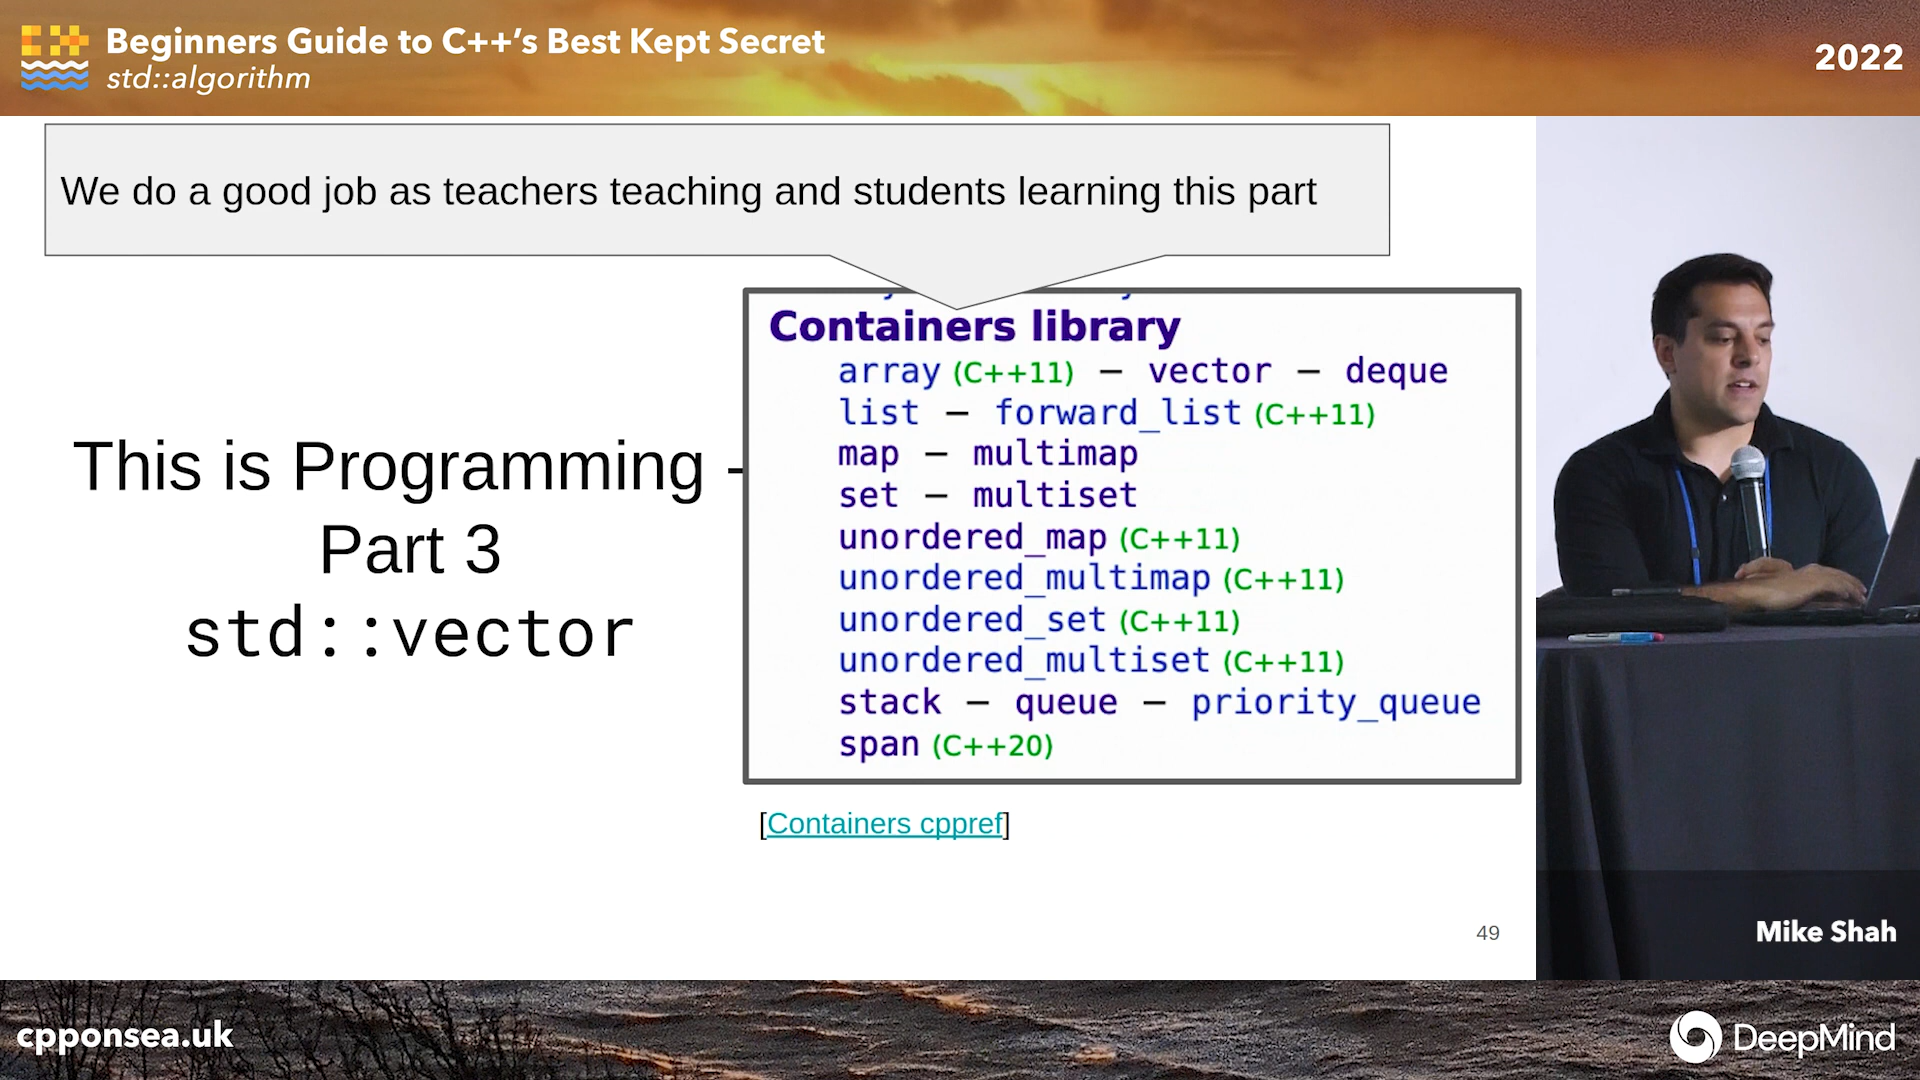 Beginners Guide to C++'s Best Kept Secret
std::algorithm
2022
We do a good job as teachers teaching and students learning this part
This is Programming -
Part 3
std::vector
Containers library
array (C++11) – vector – deque
list – forward_list (C++11)
map – multimap
set – multiset
unordered_map (C++11)
unordered_multimap (C++11)
unordered_set (C++11)
unordered_multiset (C++11)
stack – queue – priority_queue
span (C++20)
[Containers cppref]
49
Mike Shah
cpponsea.uk
DeepMind